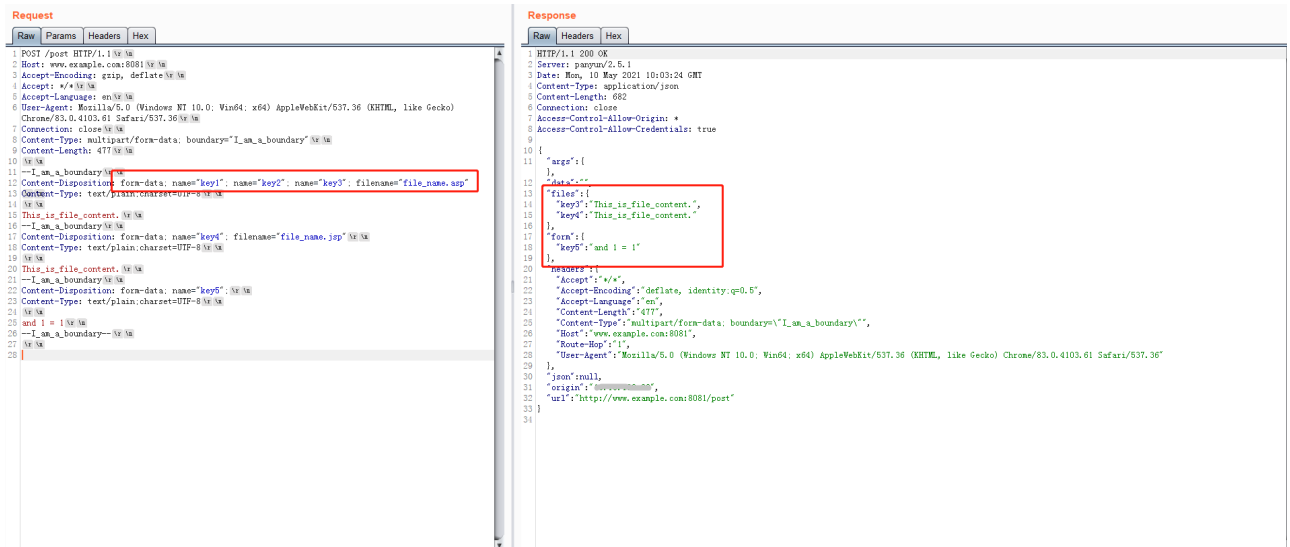 Request
Raw Params Headers Hex
1 POST /post HTTP/1.1 \r \n
2 Host: www.example.com:8081 \r \n
3 Accept-Encoding: gzip, deflate \r \n
4 Accept: */* \r \n
5 Accept-Language: en \r \n
6 User-Agent: Mozilla/5.0 (Windows NT 10.0; Win64; x64) AppleWebKit/537.36 (KHTML, like Gecko)
Chrome/83.0.4103.61 Safari/537.36 \r \n
7 Connection: close \r \n
8 Content-Type: multipart/form-data; boundary="I_am_a_boundary" \r \n
9 Content-Length: 477 \r \n
10 \r \n
11 --I_am_a_boundary \r \n
12 Content-Disposition: form-data; name="key1"; name="key2"; name="key3"; filename="file_name.asp"
13 Content-Type: text/plain;charset=UTF-8 \r \n
14 \r \n
15 This_is_file_content. \r \n
16 --I_am_a_boundary \r \n
17 Content-Disposition: form-data; name="key4"; filename="file_name.jsp" \r \n
18 Content-Type: text/plain;charset=UTF-8 \r \n
19 \r \n
20 This_is_file_content. \r \n
21 --I_am_a_boundary \r \n
22 Content-Disposition: form-data; name="key5"; \r \n
23 Content-Type: text/plain;charset=UTF-8 \r \n
24 \r \n
25 and 1 = 1 \r \n
26 --I_am_a_boundary-- \r \n
27 \r \n
28
Response
Raw Headers Hex
1 HTTP/1.1 200 OK
2 Server: panyun/2.5.1
3 Date: Mon, 10 May 2021 10:03:24 GMT
4 Content-Type: application/json
5 Content-Length: 682
6 Connection: close
7 Access-Control-Allow-Origin: *
8 Access-Control-Allow-Credentials: true
9
10 {
11 "args":{
},
12 "data":"",
13 "files":{
14 "key3":"This_is_file_content.",
15 "key4":"This_is_file_content."
16 },
17 "form":{
18 "key5":"and 1 = 1"
19 },
20 "headers":{
21 "Accept":"*/*",
22 "Accept-Encoding":"deflate, identity;q=0.5",
23 "Accept-Language":"en",
24 "Content-Length":"477",
25 "Content-Type":"multipart/form-data; boundary=\"I_am_a_boundary\"",
26 "Host":"www.example.com:8081",
27 "Route-Hop":"1",
28 "User-Agent":"Mozilla/5.0 (Windows NT 10.0; Win64; x64) AppleWebKit/537.36 (KHTML, like Gecko) Chrome/83.0.4103.61 Safari/537.36"
29 },
30 "json":null,
31 "origin":"
32 "url":"http://www.example.com:8081/post"
33 }
34